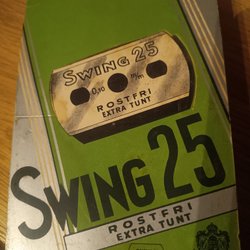 SWING 25
0,10 m/m
ROSTFRI
EXTRA TUNT
SWING 25
ROSTFRI
EXTRA TUNT